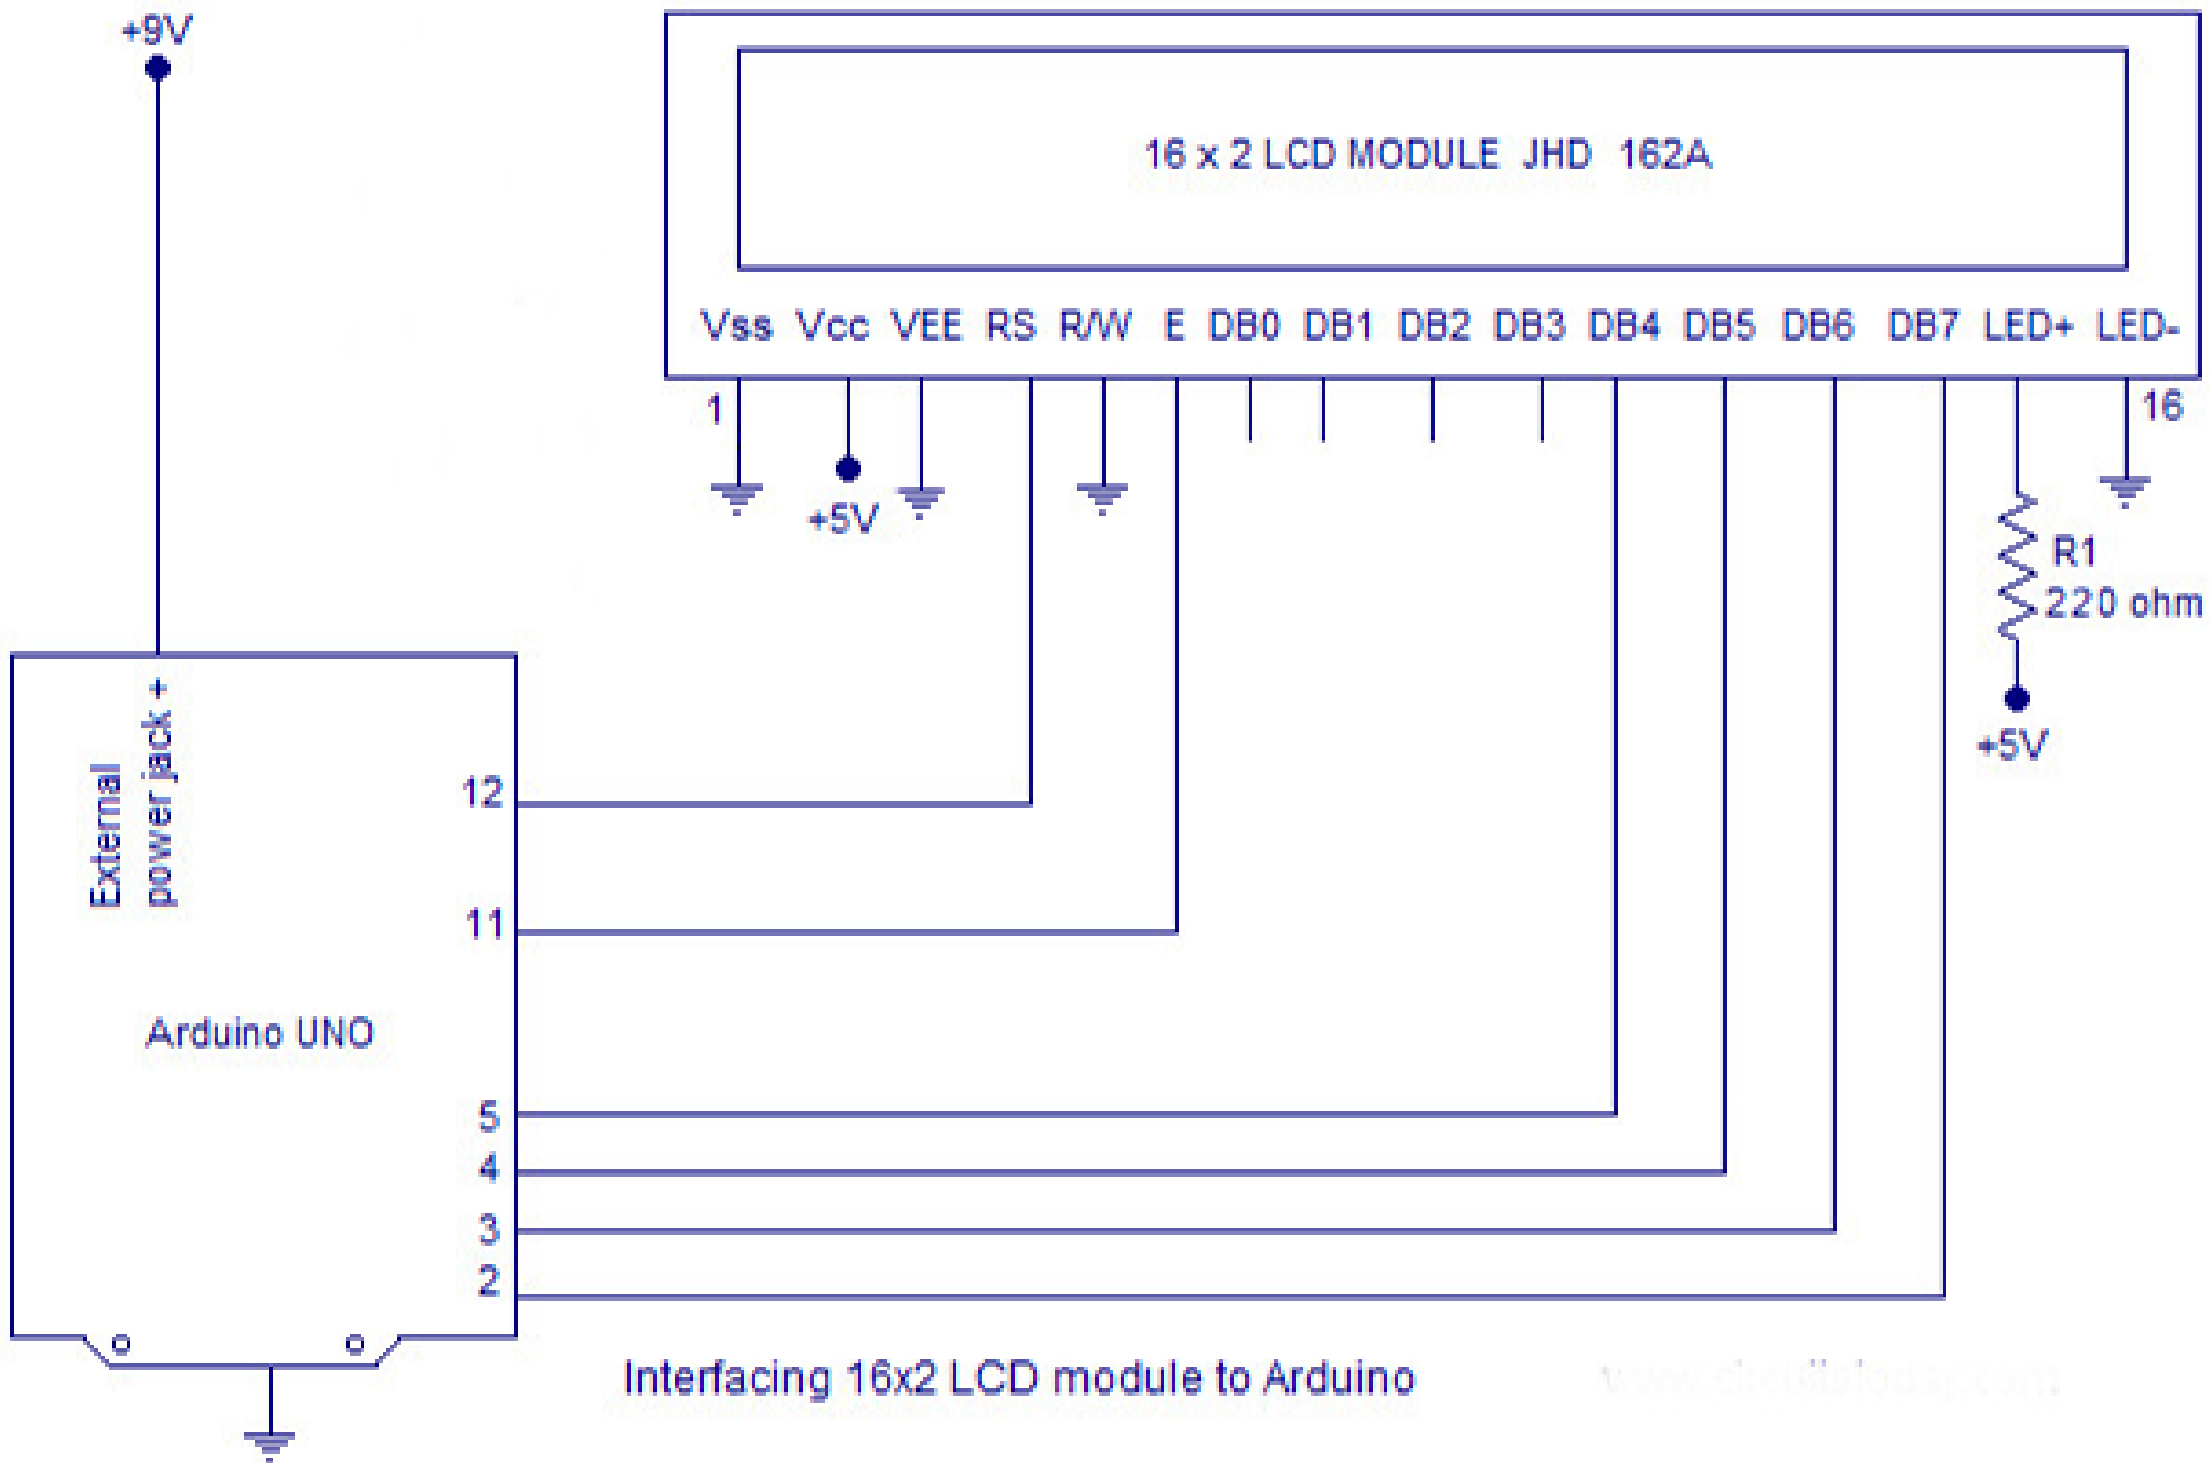 +9V
16 x 2 LCD MODULE JHD 162A
Vss Vcc VEE RS R/W E DB0 DB1 DB2 DB3 DB4 DB5 DB6 DB7 LED+ LED-
1
16
+5V
R1
220 ohm
+5V
External
power jack +
12
11
Arduino UNO
5
4
3
2
Interfacing 16x2 LCD module to Arduino